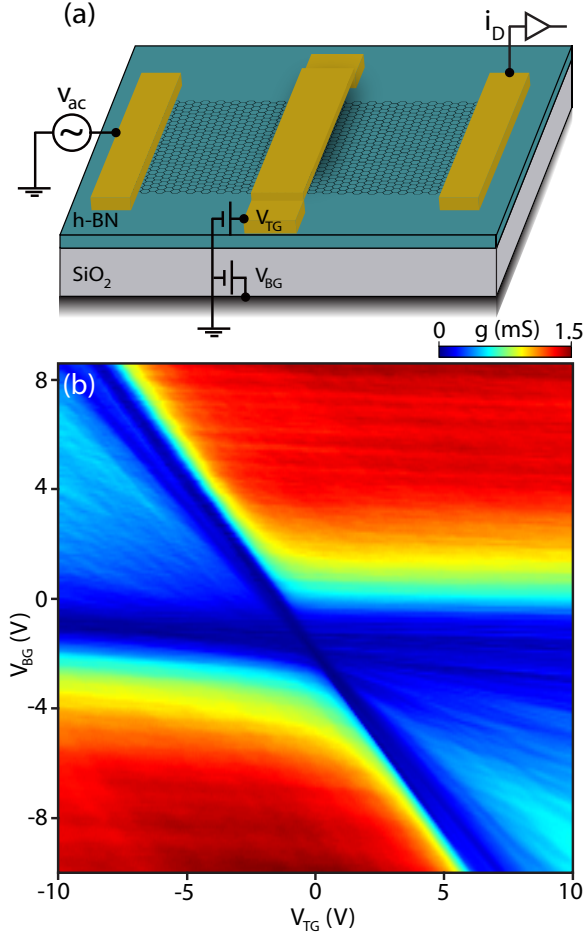 (a)
i_D
v_ac
h-BN
V_TG
SiO₂
V_BG
0 g (mS) 1.5
(b)
8
4
0
-4
-8
V_BG (V)
-10 -5 0 5 10
V_TG (V)